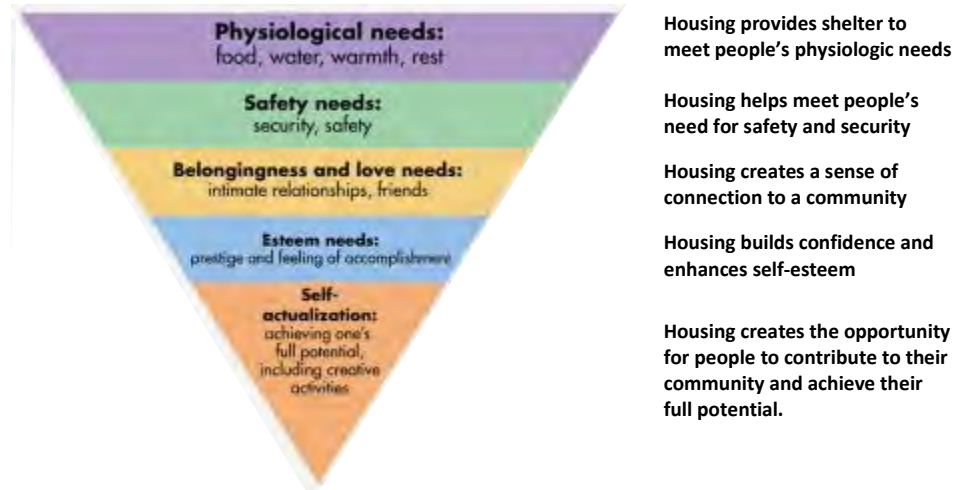 Physiological needs:
food, water, warmth, rest
Housing provides shelter to
meet people's physiologic needs
Safety needs:
security, safety
Housing helps meet people's
need for safety and security
Belongingness and love needs:
intimate relationships, friends
Housing creates a sense of
connection to a community
Esteem needs:
prestige and feeling of accomplishment
Housing builds confidence and
enhances self-esteem
Self-
actualization:
achieving one's
full potential,
including creative
activities
Housing creates the opportunity
for people to contribute to their
community and achieve their
full potential.